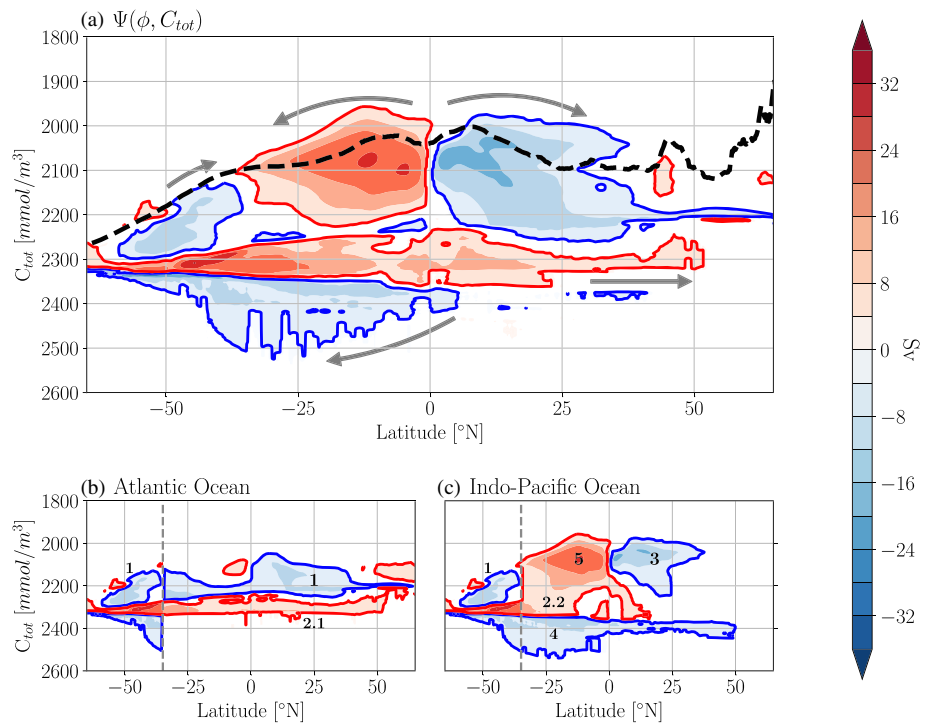 (a) Ψ(ϕ, C_tot)
1800
1900
2000
2100
2200
2300
2400
2500
2600
C_tot [mmol/m³]
−50 −25 0 25 50
Latitude [°N]
32
24
16
8
0
−8
−16
−24
−32
Sv
(b) Atlantic Ocean
1800
2000
2200
2400
2600
C_tot [mmol/m³]
1
1
2.1
−50 −25 0 25 50
Latitude [°N]
(c) Indo-Pacific Ocean
1
5
3
2.2
4
−50 −25 0 25 50
Latitude [°N]